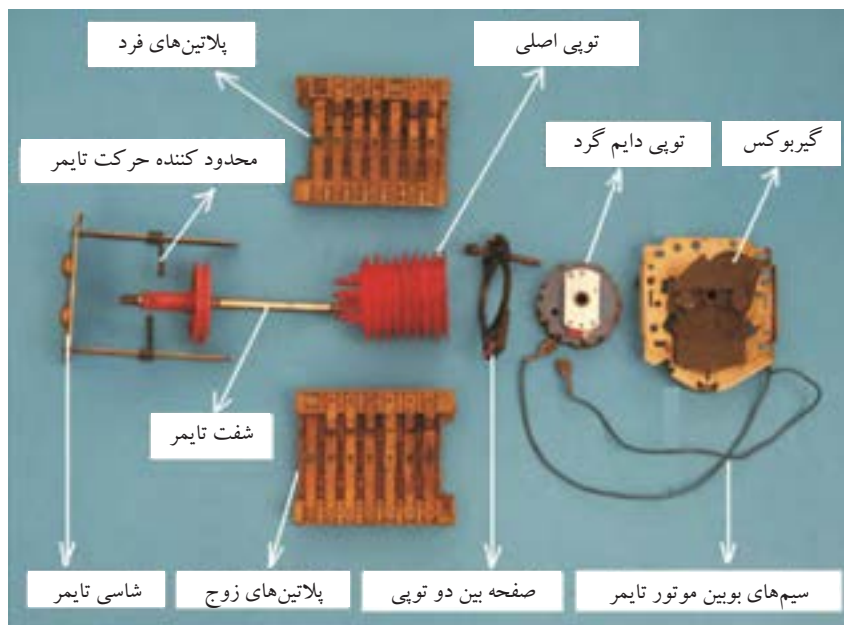 پلاتین‌های فرد
توپی اصلی
محدود کننده حرکت تایمر
توپی دایم گرد
گیربوکس
شفت تایمر
شاسی تایمر
پلاتین‌های زوج
صفحه بین دو توپی
سیم‌های بوبین موتور تایمر